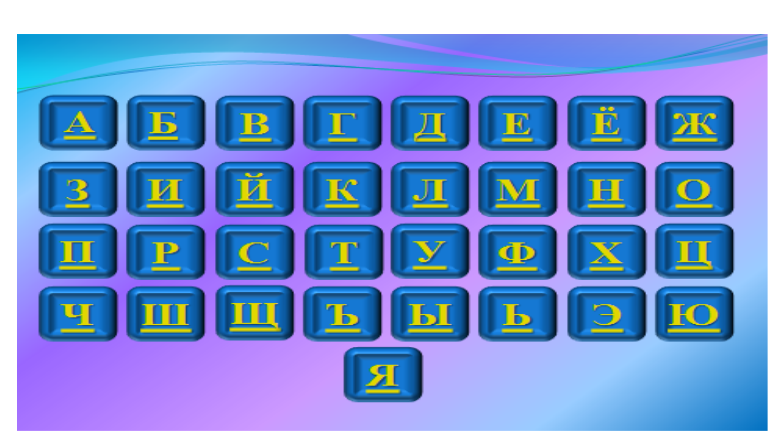 А Б В Г Д Е Ё Ж
З И Й К Л М Н О
П Р С Т У Ф Х Ц
Ч Ш Щ Ъ Ы Ь Э Ю
Я